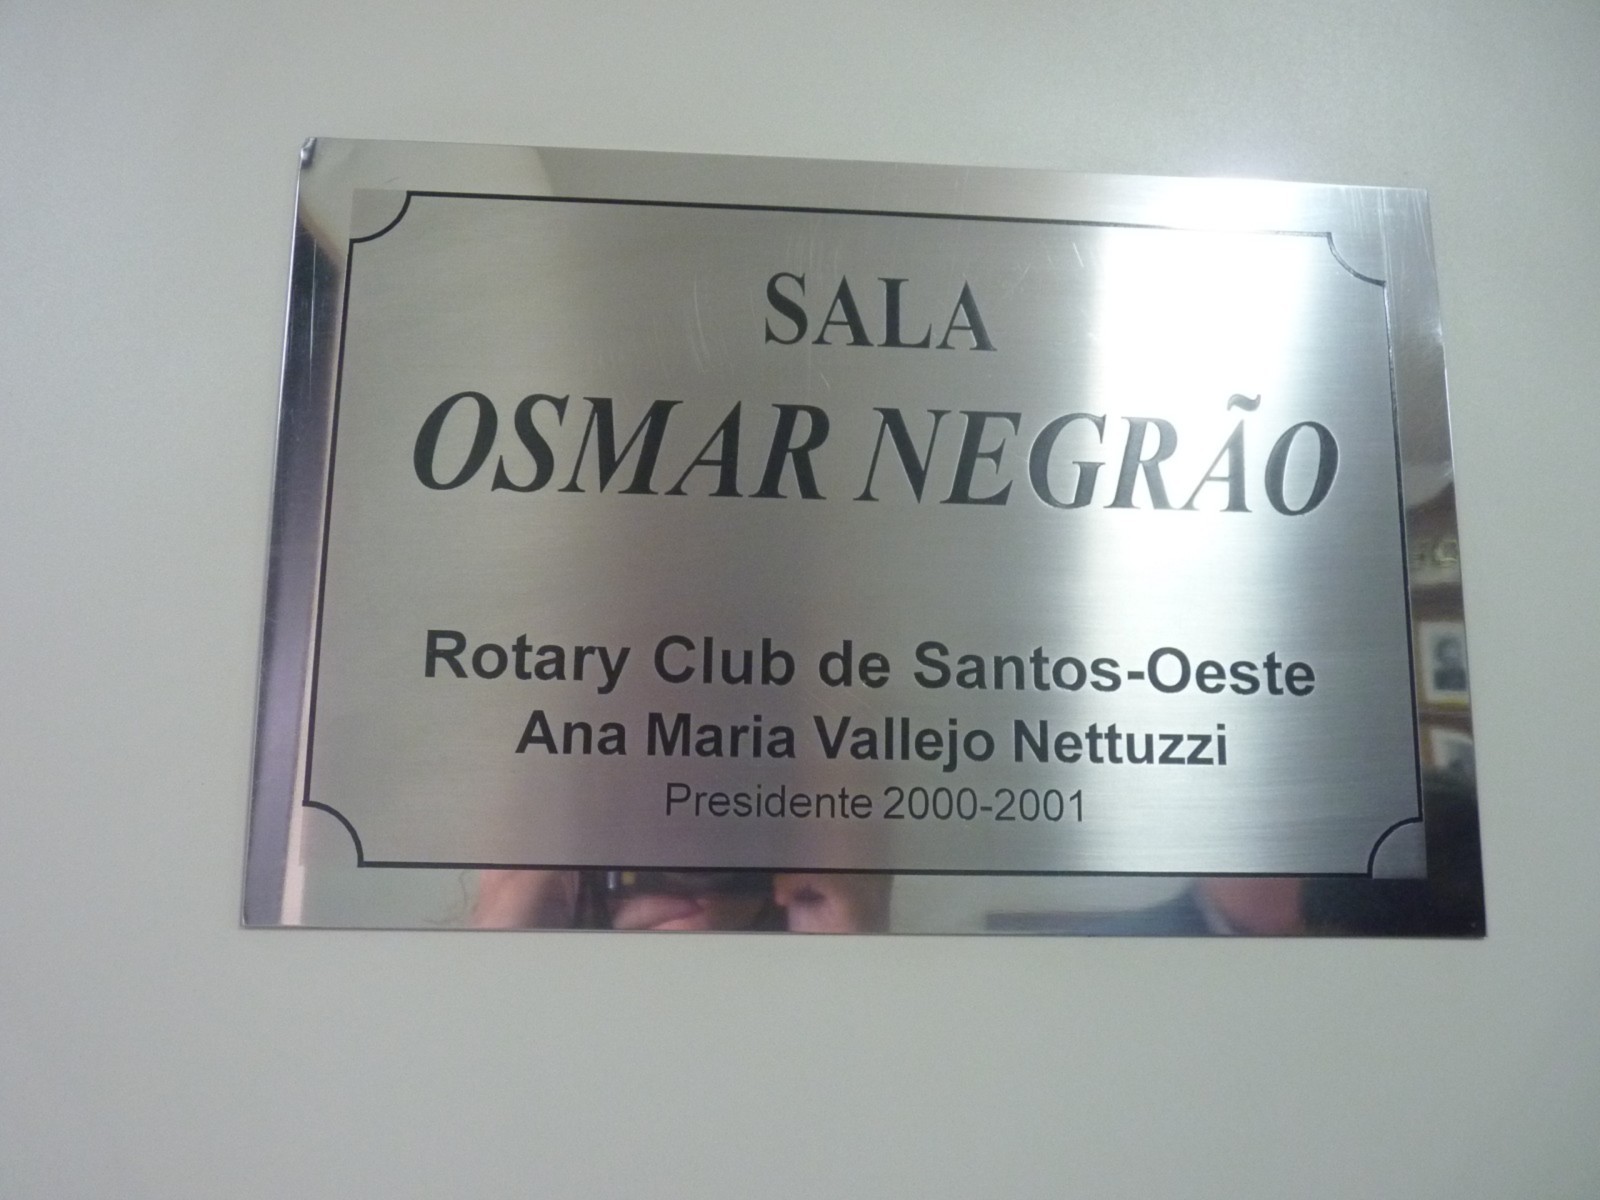 SALA
OSMAR NEGRÃO
Rotary Club de Santos-Oeste
Ana Maria Vallejo Nettuzzi
Presidente 2000-2001